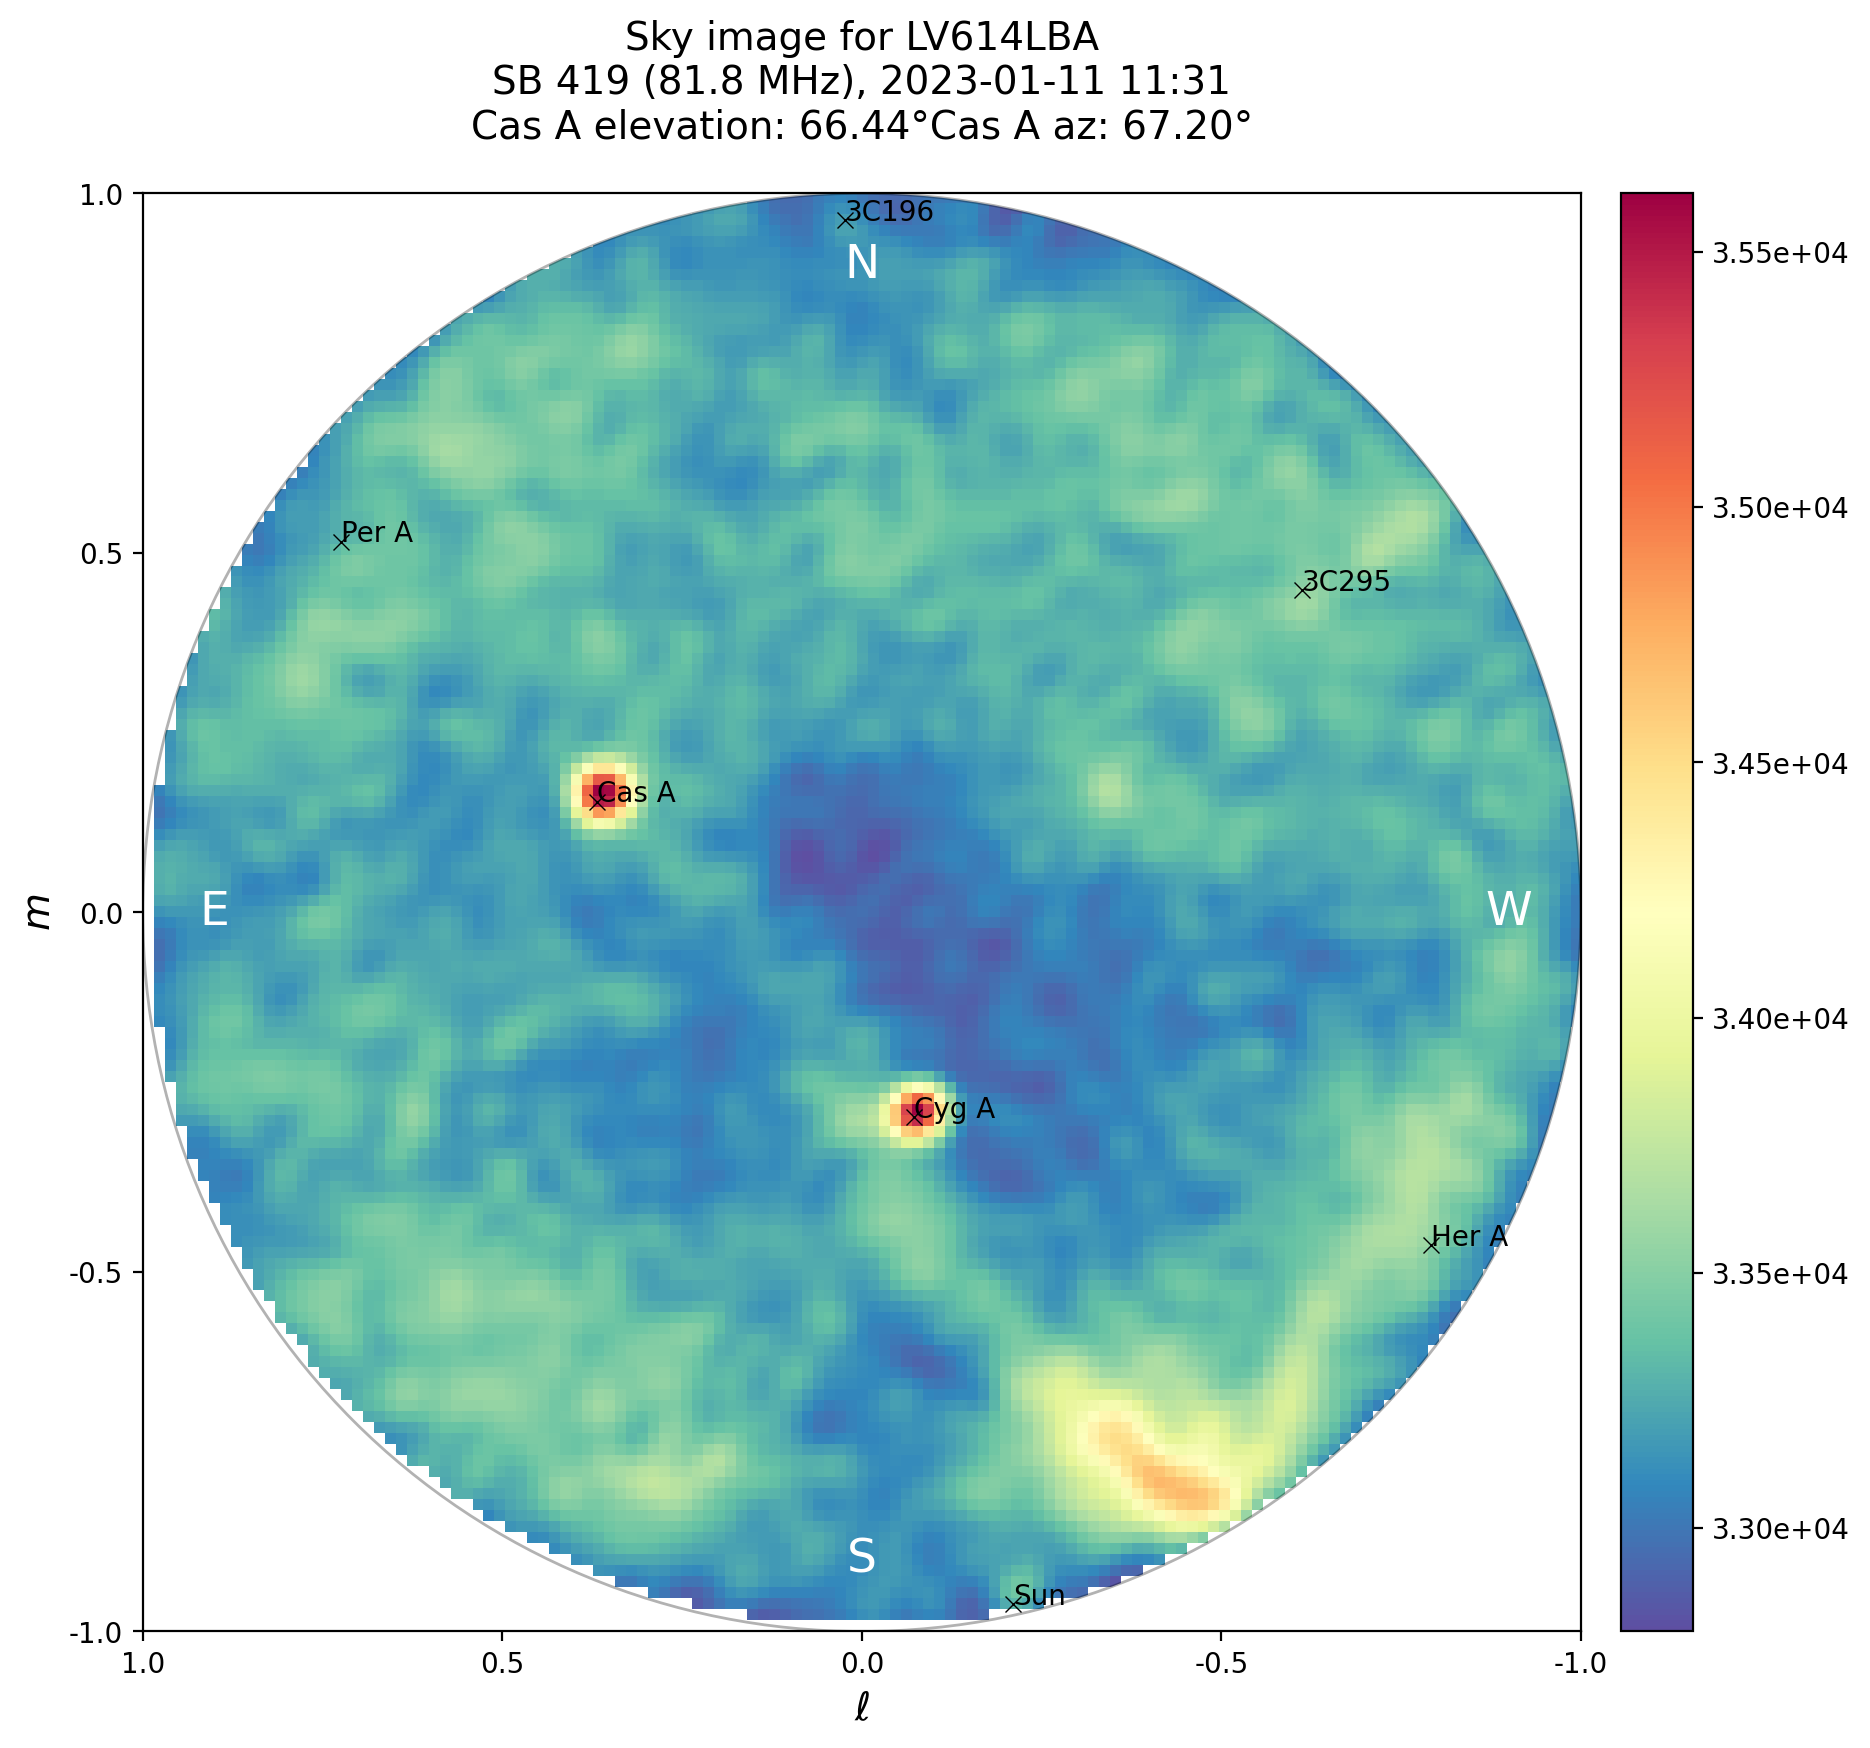 Sky image for LV614LBA
SB 419 (81.8 MHz), 2023-01-11 11:31
Cas A elevation: 66.44°Cas A az: 67.20°
1.0
0.5
0.0
-0.5
-1.0
m
3C196
N
Per A
3C295
Cas A
E
W
Cyg A
Her A
S
Sun
1.0
0.5
0.0
-0.5
-1.0
ℓ
3.55e+04
3.50e+04
3.45e+04
3.40e+04
3.35e+04
3.30e+04